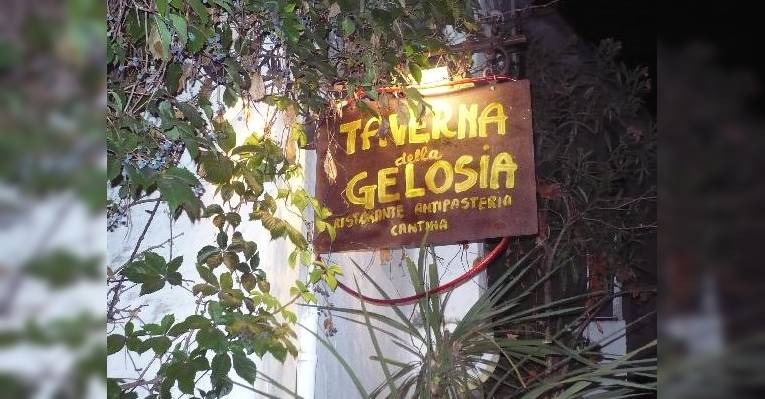 TAVERNA
della
GELOSIA
RISTORANTE ANTIPASTERIA
CANTINA